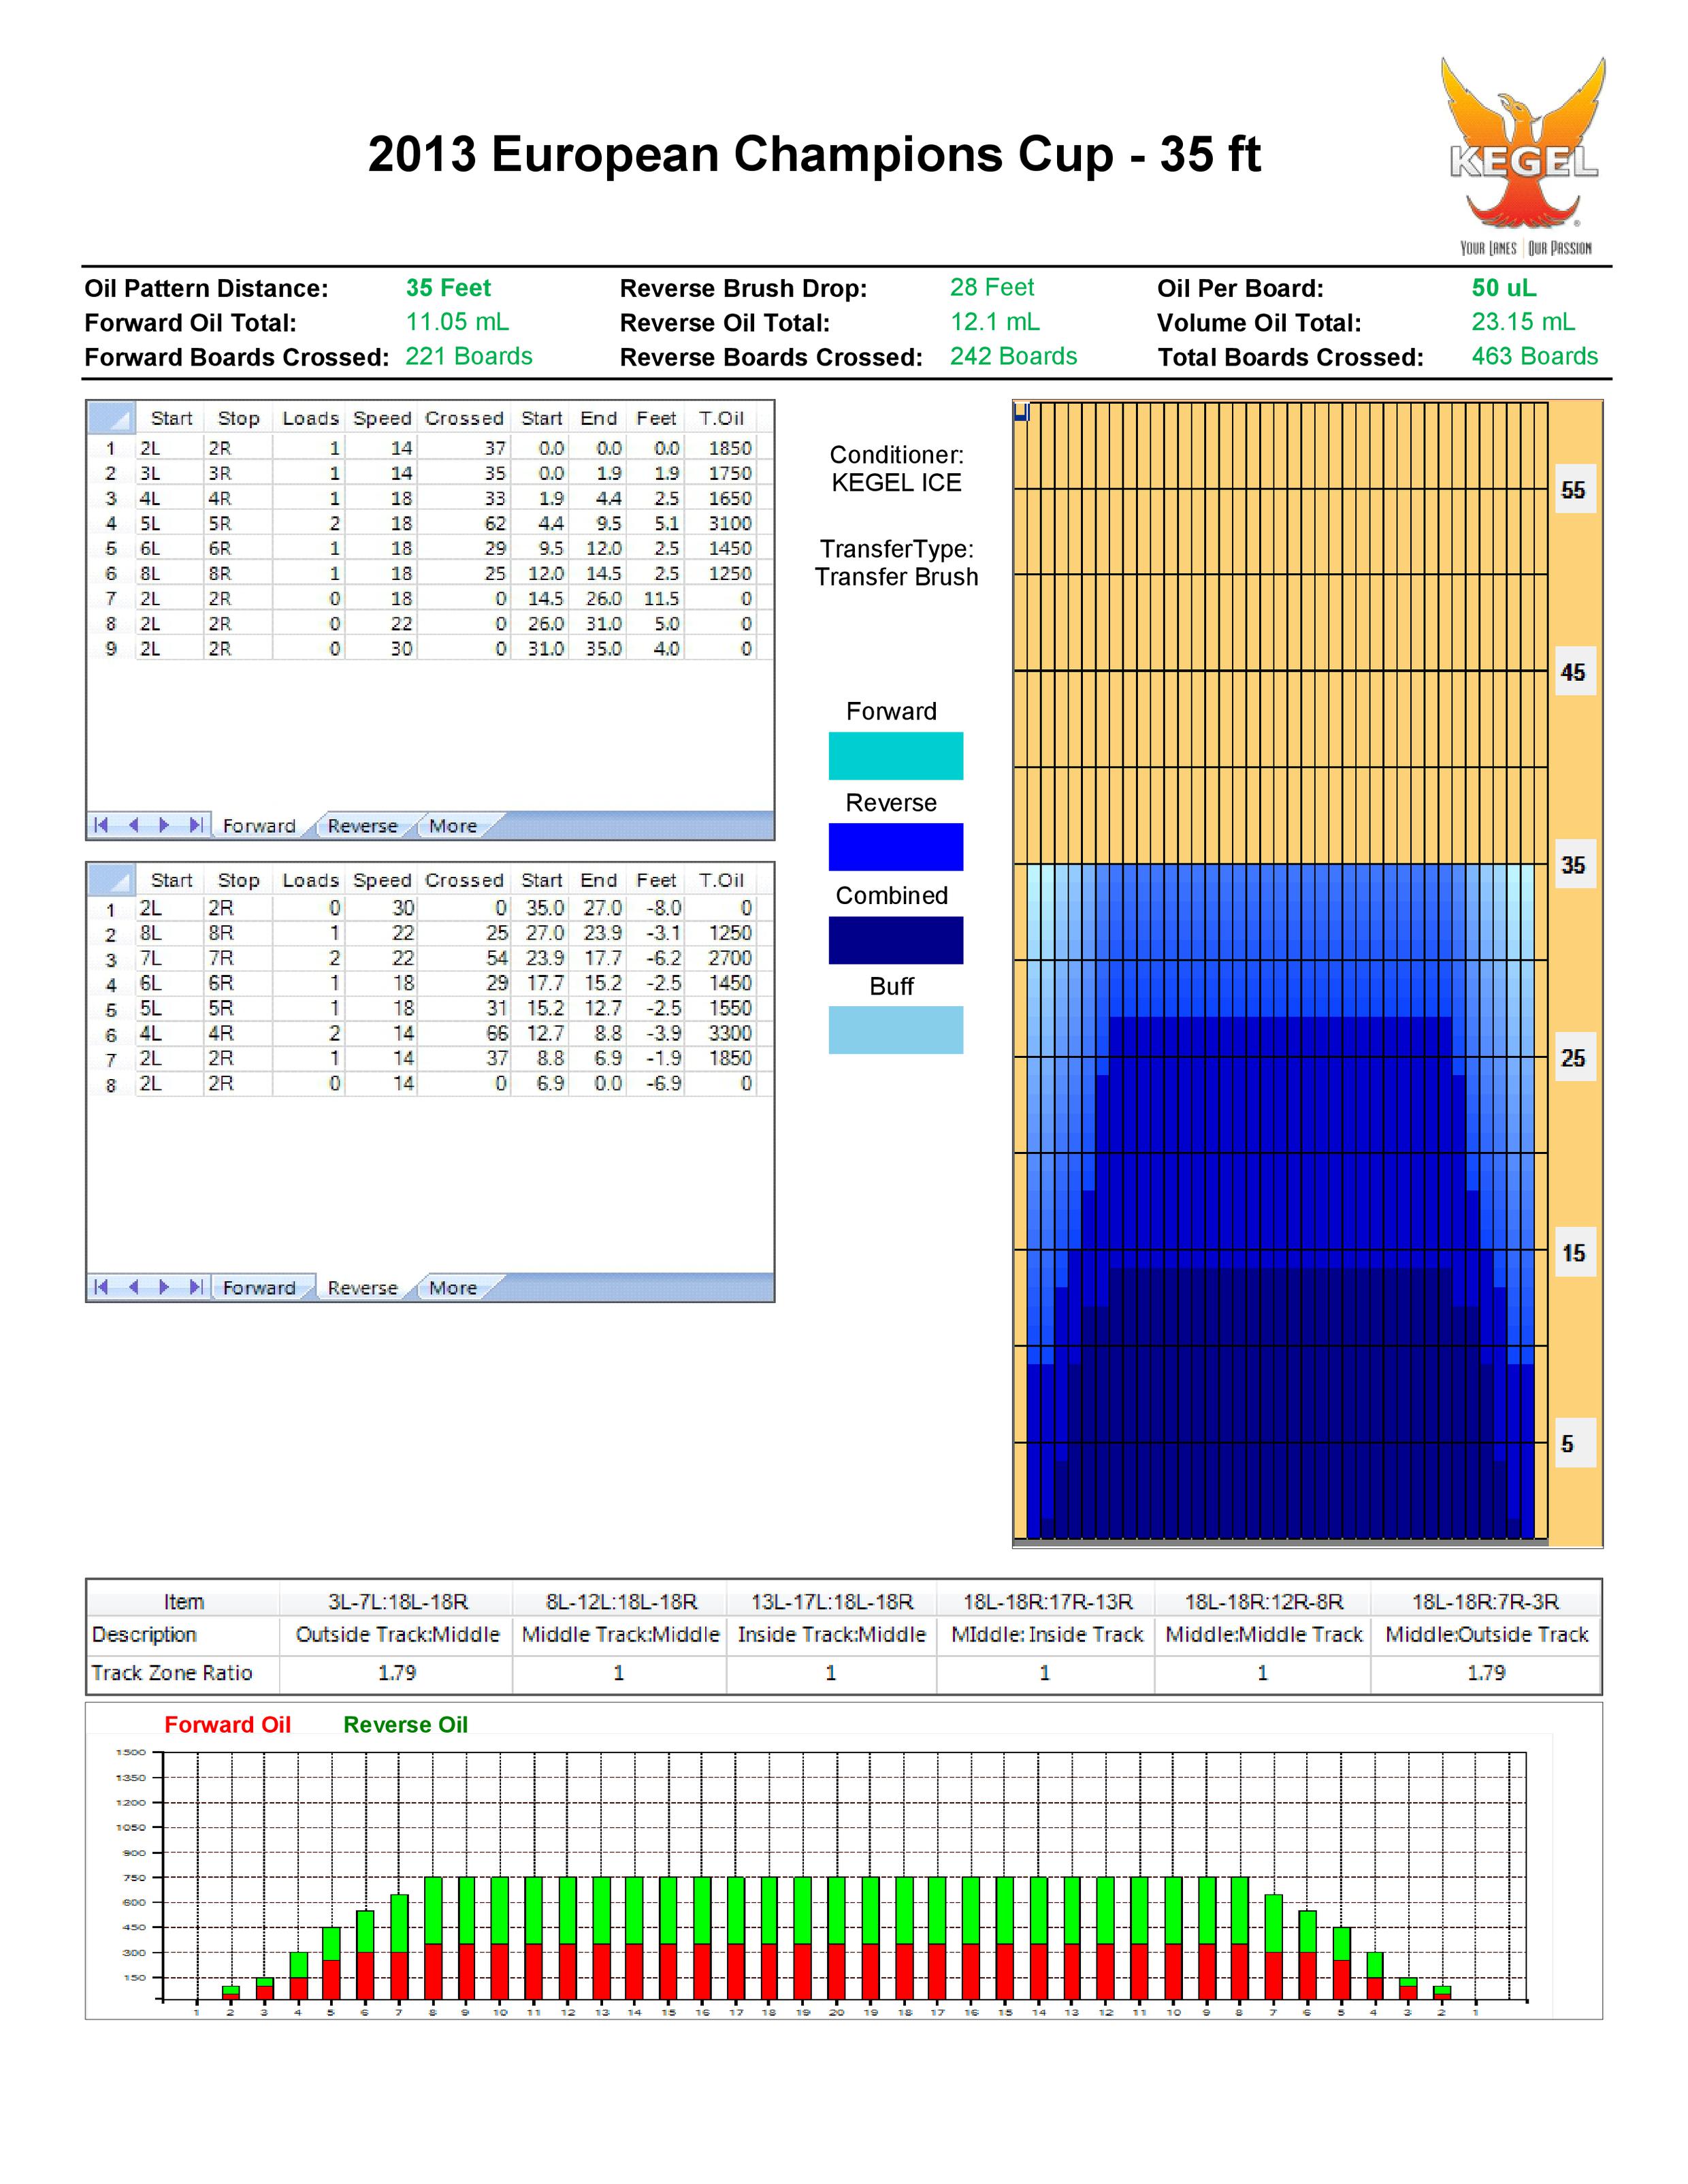 2013 European Champions Cup - 35 ft
KEGEL
YOUR LANES | OUR PASSION
Oil Pattern Distance: 35 Feet Reverse Brush Drop: 28 Feet Oil Per Board: 50 uL
Forward Oil Total: 11.05 mL Reverse Oil Total: 12.1 mL Volume Oil Total: 23.15 mL
Forward Boards Crossed: 221 Boards Reverse Boards Crossed: 242 Boards Total Boards Crossed: 463 Boards
Start Stop Loads Speed Crossed Start End Feet T.Oil
1 2L 2R 1 14 37 0.0 0.0 0.0 1850
2 3L 3R 1 14 35 0.0 1.9 1.9 1750
3 4L 4R 1 18 33 1.9 4.4 2.5 1650
4 5L 5R 2 18 62 4.4 9.5 5.1 3100
5 6L 6R 1 18 29 9.5 12.0 2.5 1450
6 8L 8R 1 18 25 12.0 14.5 2.5 1250
7 2L 2R 0 18 0 14.5 26.0 11.5 0
8 2L 2R 0 22 0 26.0 31.0 5.0 0
9 2L 2R 0 30 0 31.0 35.0 4.0 0
Forward Reverse More
Start Stop Loads Speed Crossed Start End Feet T.Oil
1 2L 2R 0 30 0 35.0 27.0 -8.0 0
2 8L 8R 1 22 25 27.0 23.9 -3.1 1250
3 7L 7R 2 22 54 23.9 17.7 -6.2 2700
4 6L 6R 1 18 29 17.7 15.2 -2.5 1450
5 5L 5R 1 18 31 15.2 12.7 -2.5 1550
6 4L 4R 2 14 66 12.7 8.8 -3.9 3300
7 2L 2R 1 14 37 8.8 6.9 -1.9 1850
8 2L 2R 0 14 0 6.9 0.0 -6.9 0
Forward Reverse More
Conditioner:
KEGEL ICE
TransferType:
Transfer Brush
Forward
Reverse
Combined
Buff
55
45
35
25
15
5
Item 3L-7L:18L-18R 8L-12L:18L-18R 13L-17L:18L-18R 18L-18R:17R-13R 18L-18R:12R-8R 18L-18R:7R-3R
Description Outside Track:Middle Middle Track:Middle Inside Track:Middle MIddle: Inside Track Middle:Middle Track Middle:Outside Track
Track Zone Ratio 1.79 1 1 1 1 1.79
Forward Oil Reverse Oil
1500
1350
1200
1050
900
750
600
450
300
150
1 2 3 4 5 6 7 8 9 10 11 12 13 14 15 16 17 18 19 20 19 18 17 16 15 14 13 12 11 10 9 8 7 6 5 4 3 2 1